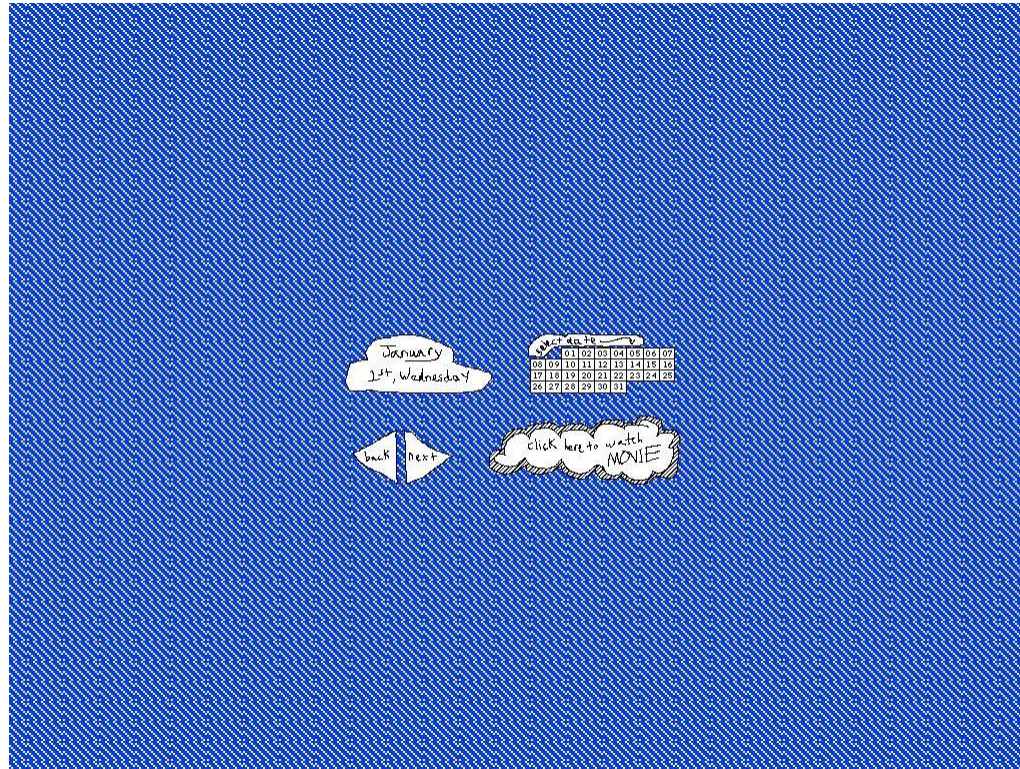 January
1st, Wednesday
select date
01 02 03 04 05 06 07
08 09 10 11 12 13 14 15 16
17 18 19 20 21 22 23 24 25
26 27 28 29 30 31
back next
click here to watch
MOVIE